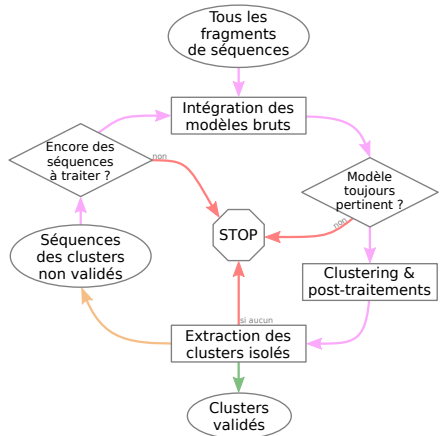 Tous les
fragments
de séquences
Intégration des
modèles bruts
Encore des
séquences
à traiter ?
non
Modèle
toujours
pertinent ?
non
STOP
Séquences
des clusters
non validés
Clustering &
post-traitements
si aucun
Extraction des
clusters isolés
Clusters
validés